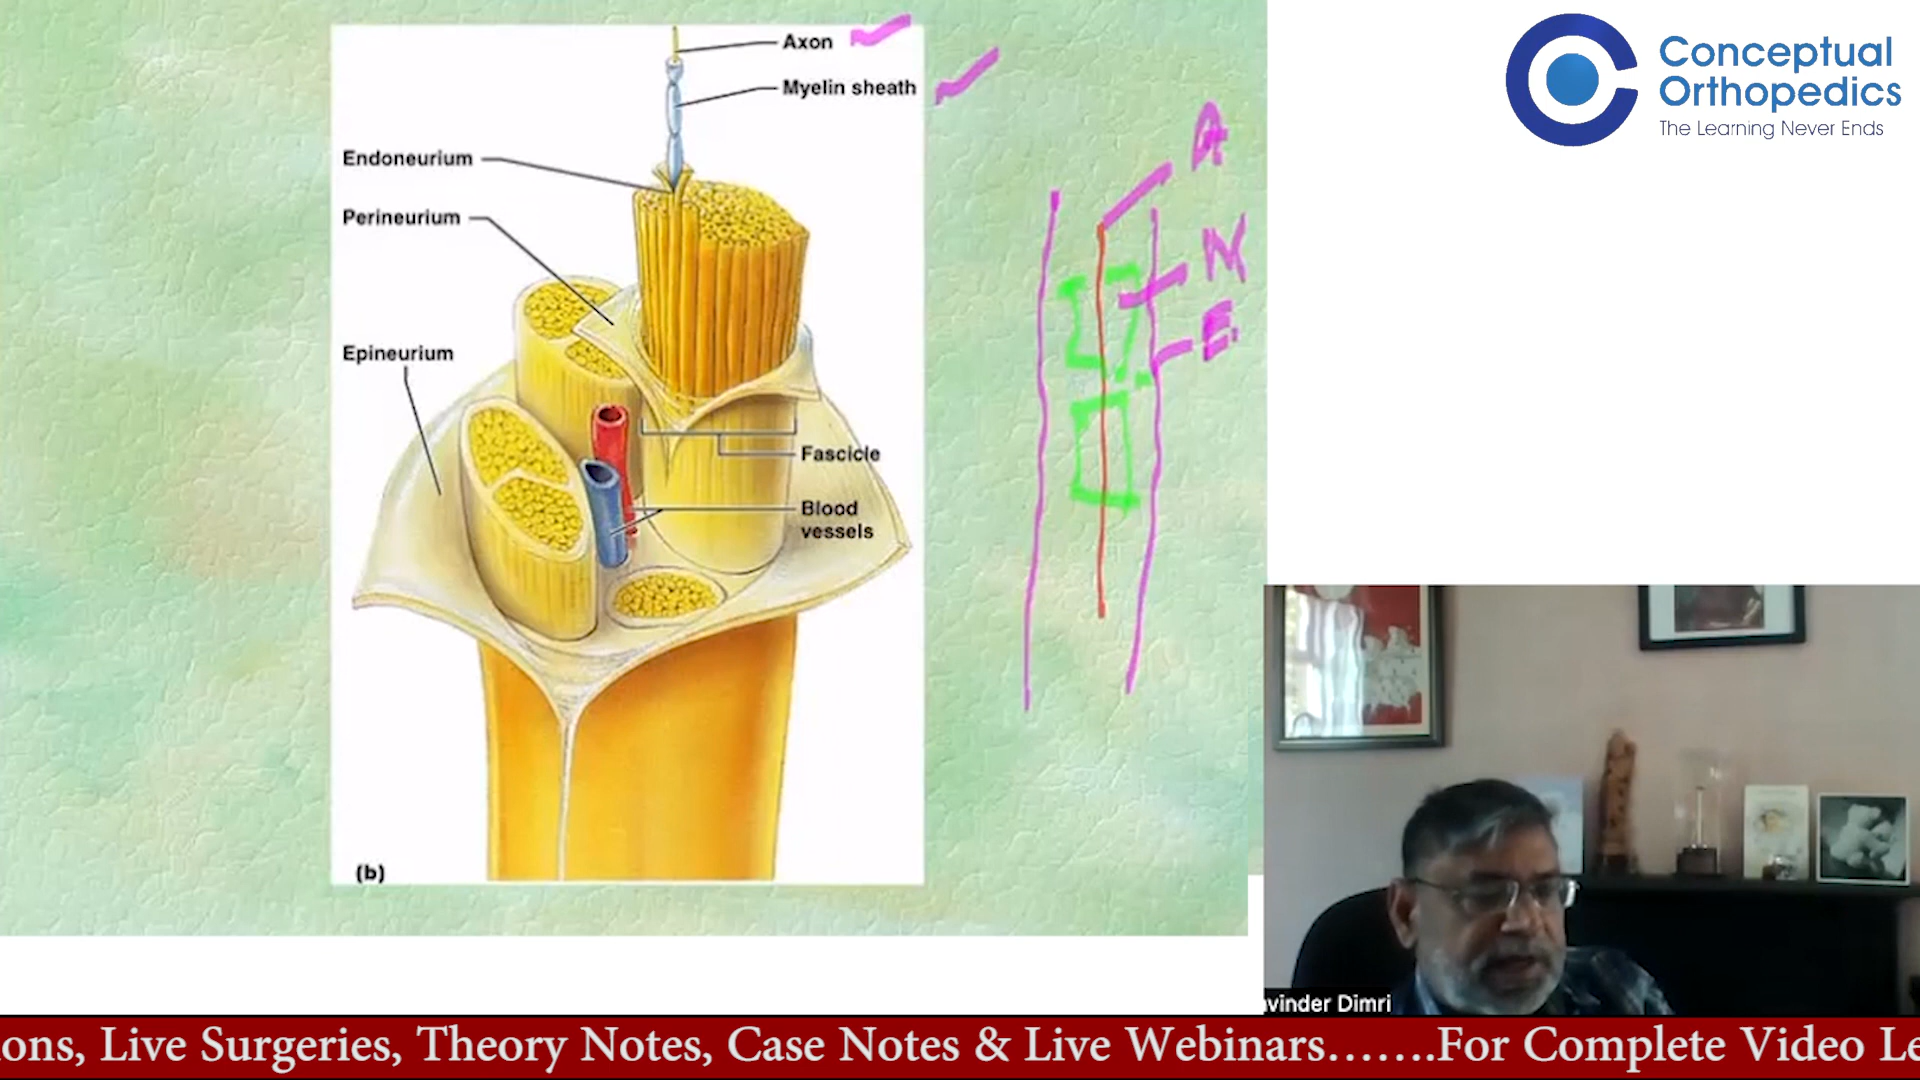 Axon
Myelin sheath
Endoneurium
Perineurium
Epineurium
Fascicle
Blood
vessels
(b)
A
M
E
Conceptual
Orthopedics
The Learning Never Ends
avinder Dimri
ons, Live Surgeries, Theory Notes, Case Notes & Live Webinars.......For Complete Video Le